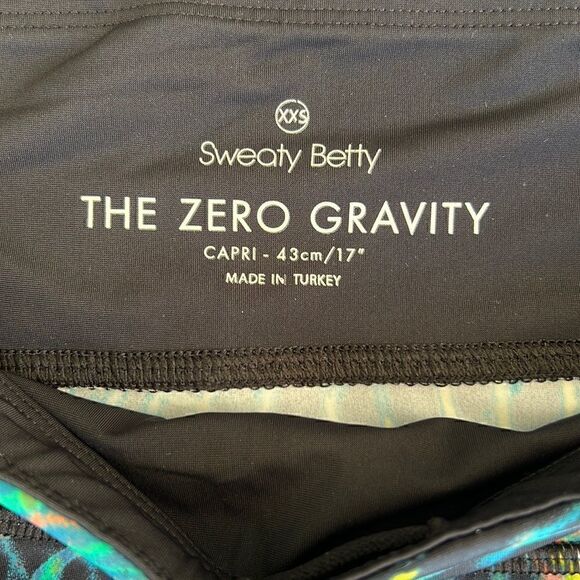 XXS
Sweaty Betty
THE ZERO GRAVITY
CAPRI - 43cm/17"
MADE IN TURKEY